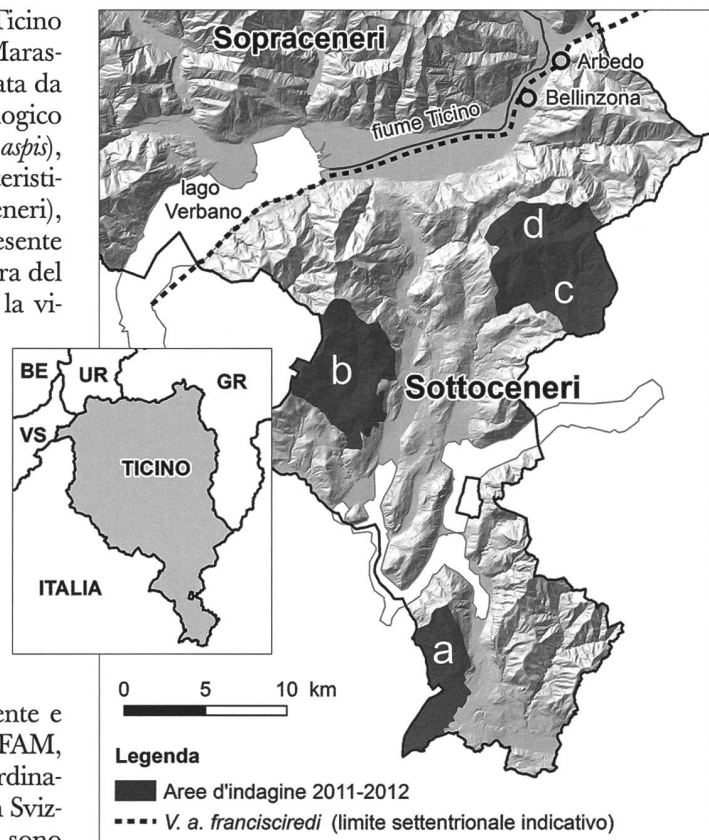 Ticino
Maras-
ata da
logico
aspis),
teristi-
eneri),
esente
ra del
la vi-
Sopraceneri
Arbedo
Bellinzona
fiume Ticino
lago
Verbano
d
c
b
Sottoceneri
a
BE UR GR
VS
TICINO
ITALIA
0 5 10 km
Legenda
Aree d'indagine 2011-2012
V. a. francisciredi (limite settentrionale indicativo)
ente e
FAM,
rdina-
Sviz-
sono